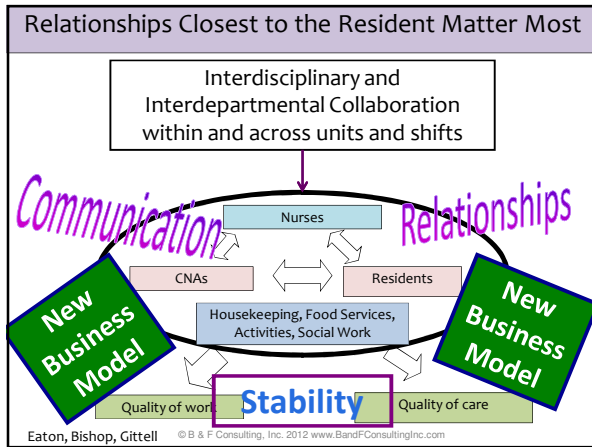 Relationships Closest to the Resident Matter Most
Interdisciplinary and
Interdepartmental Collaboration
within and across units and shifts
Communication
Relationships
Nurses
CNAs
Residents
Housekeeping, Food Services,
Activities, Social Work
New
Business
Model
New
Business
Model
Quality of work
Stability
Quality of care
Eaton, Bishop, Gittell
© B & F Consulting, Inc. 2012 www.BandFConsultingInc.com